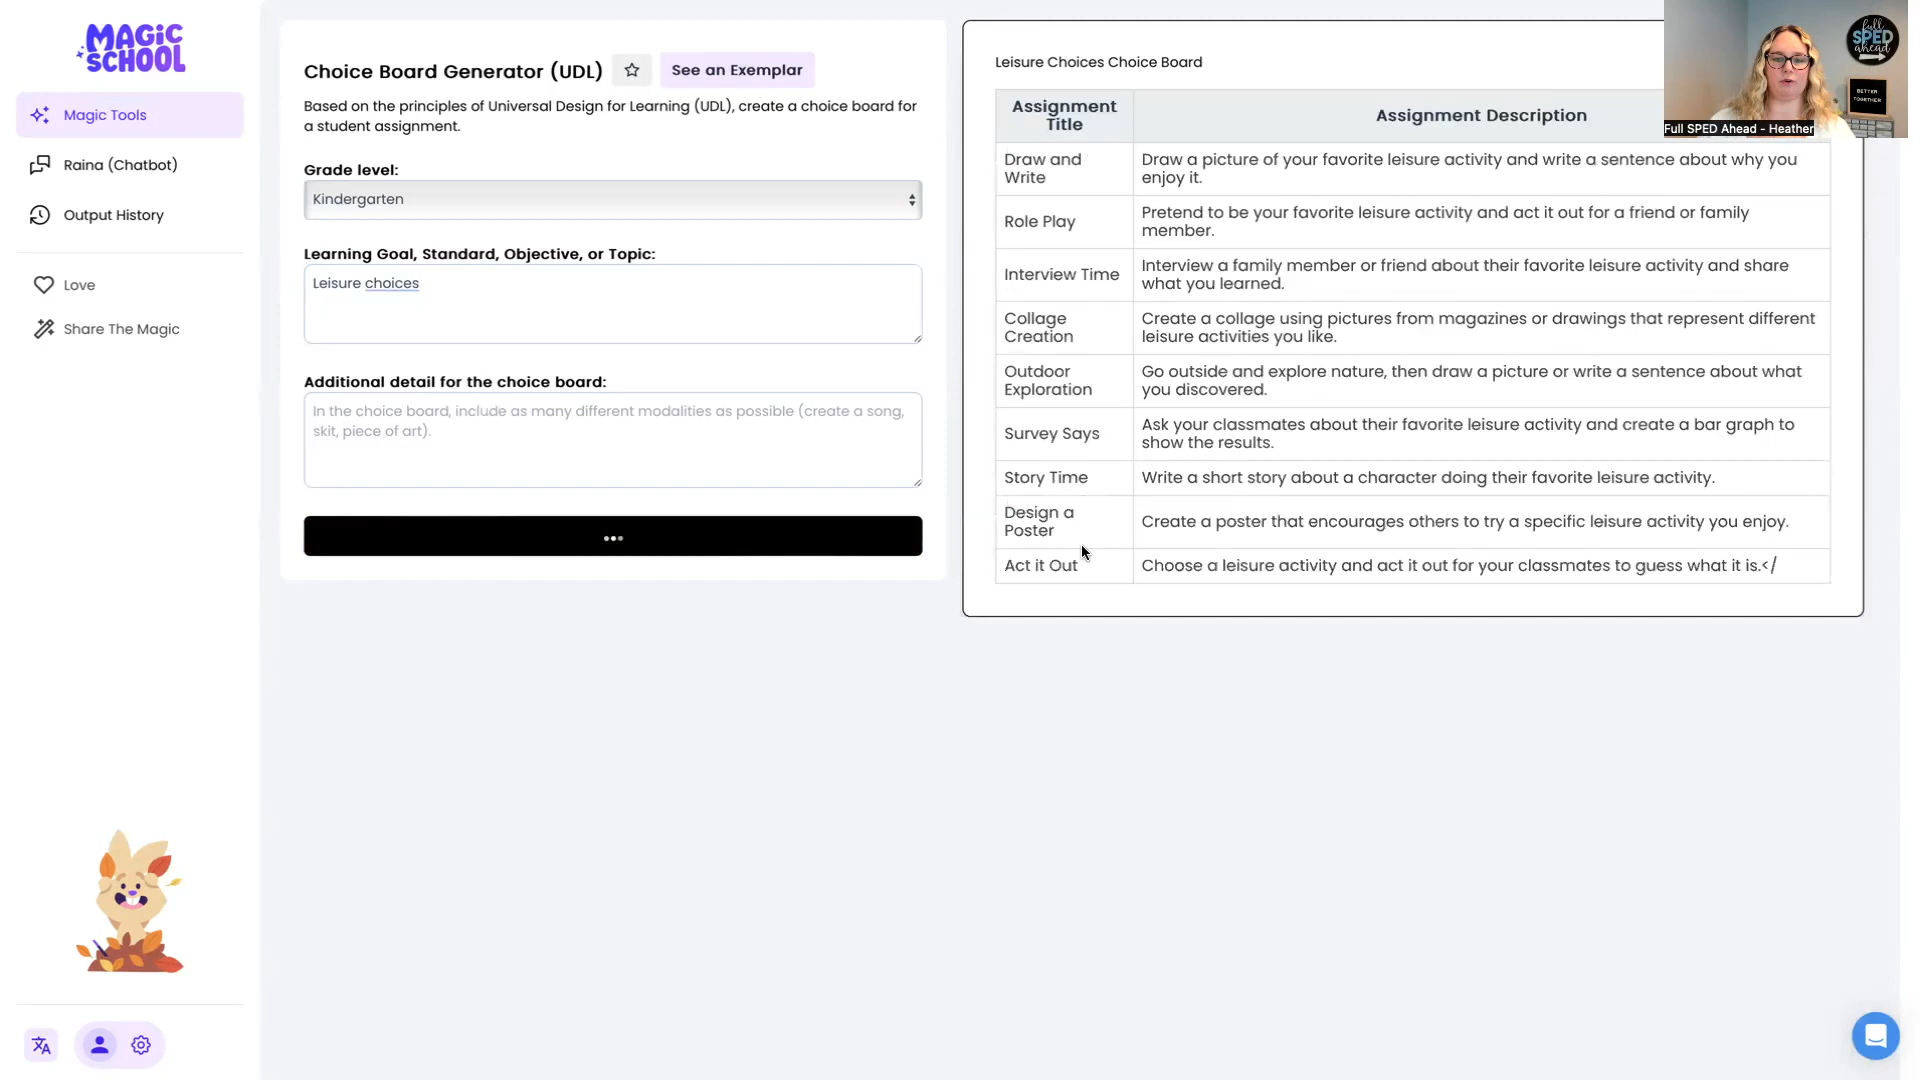 MAGIC
SCHOOL
Magic Tools
Raina (Chatbot)
Output History
Love
Share The Magic
Choice Board Generator (UDL)
See an Exemplar
Based on the principles of Universal Design for Learning (UDL), create a choice board for
a student assignment.
Grade level:
Kindergarten
Learning Goal, Standard, Objective, or Topic:
Leisure choices
Additional detail for the choice board:
In the choice board, include as many different modalities as possible (create a song,
skit, piece of art).
...
Leisure Choices Choice Board
Assignment
Title
Assignment Description
Draw and
Write
Draw a picture of your favorite leisure activity and write a sentence about why you
enjoy it.
Role Play
Pretend to be your favorite leisure activity and act it out for a friend or family
member.
Interview Time
Interview a family member or friend about their favorite leisure activity and share
what you learned.
Collage
Creation
Create a collage using pictures from magazines or drawings that represent different
leisure activities you like.
Outdoor
Exploration
Go outside and explore nature, then draw a picture or write a sentence about what
you discovered.
Survey Says
Ask your classmates about their favorite leisure activity and create a bar graph to
show the results.
Story Time
Write a short story about a character doing their favorite leisure activity.
Design a
Poster
Create a poster that encourages others to try a specific leisure activity you enjoy.
Act it Out
Choose a leisure activity and act it out for your classmates to guess what it is.</
full
SPED
ahead
BETTER
TOGETHER
Full SPED Ahead - Heather